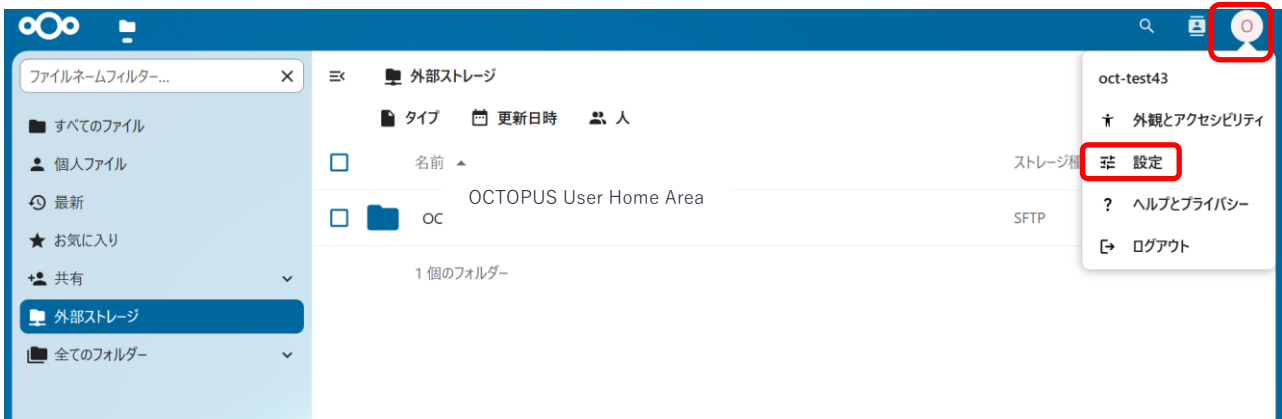 O
ファイルネームフィルター...
すべてのファイル
個人ファイル
最新
お気に入り
共有
外部ストレージ
全てのフォルダー
外部ストレージ
タイプ 更新日時 人
名前 ストレージ種
OCTOPUS User Home Area
OC SFTP
1 個のフォルダー
oct-test43
外観とアクセシビリティ
設定
ヘルプとプライバシー
ログアウト